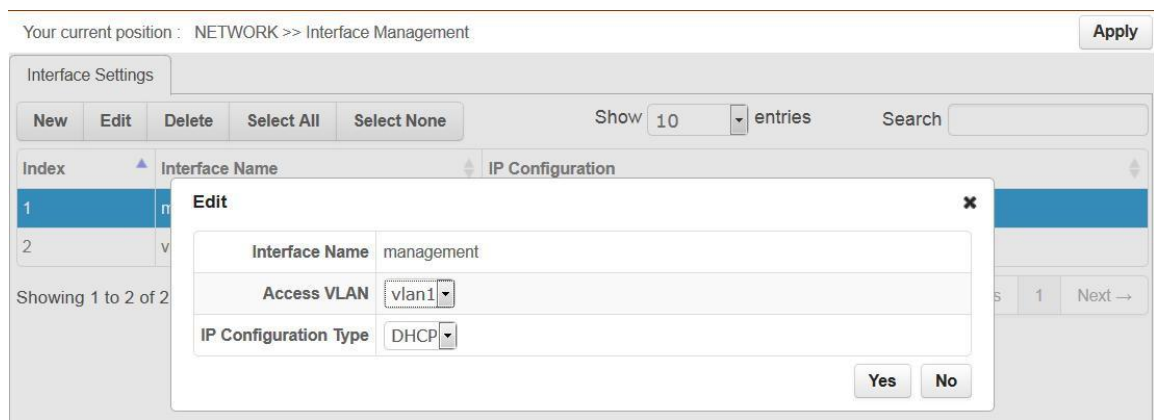 Your current position : NETWORK >> Interface Management
Apply
Interface Settings
New Edit Delete Select All Select None Show 10 entries Search
Index Interface Name IP Configuration
1
2
Showing 1 to 2 of 2
1 Next →
Edit
Interface Name management
Access VLAN vlan1
IP Configuration Type DHCP
Yes No